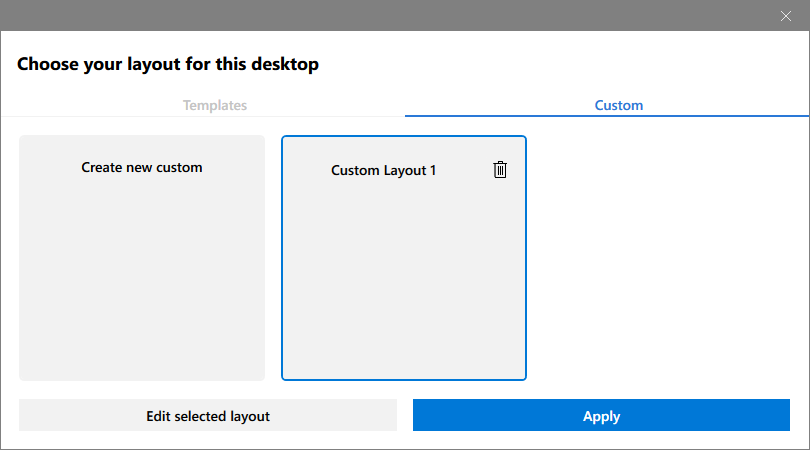 Choose your layout for this desktop
Templates
Custom
Create new custom
Custom Layout 1
Edit selected layout
Apply